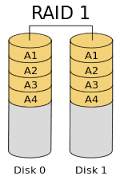 RAID 1
A1 A1
A2 A2
A3 A3
A4 A4
Disk 0 Disk 1